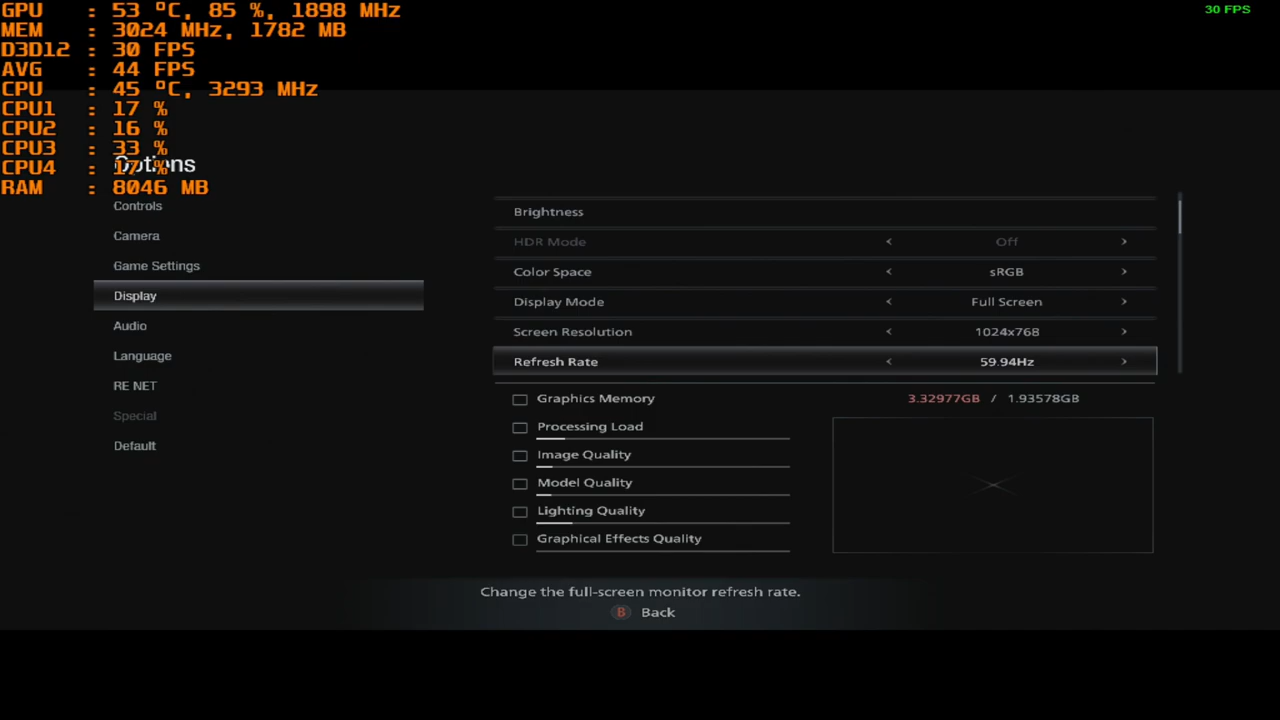 GPU : 53 ºC, 85 %, 1898 MHz
30 FPS
MEM : 3024 MHz, 1782 MB
D3D12 : 30 FPS
AVG : 44 FPS
CPU : 45 ºC, 3293 MHz
CPU1 : 17 %
CPU2 : 16 %
CPU3 : 33 %
CPU4 : 17 %
Options
RAM : 8046 MB
Controls
Camera
Game Settings
Display
Audio
Language
RE NET
Special
Default
Brightness
HDR Mode < Off >
Color Space < sRGB >
Display Mode < Full Screen >
Screen Resolution < 1024x768 >
Refresh Rate < 59.94Hz >
Graphics Memory 3.32977GB / 1.93578GB
Processing Load
Image Quality
Model Quality
Lighting Quality
Graphical Effects Quality
Change the full-screen monitor refresh rate.
B Back